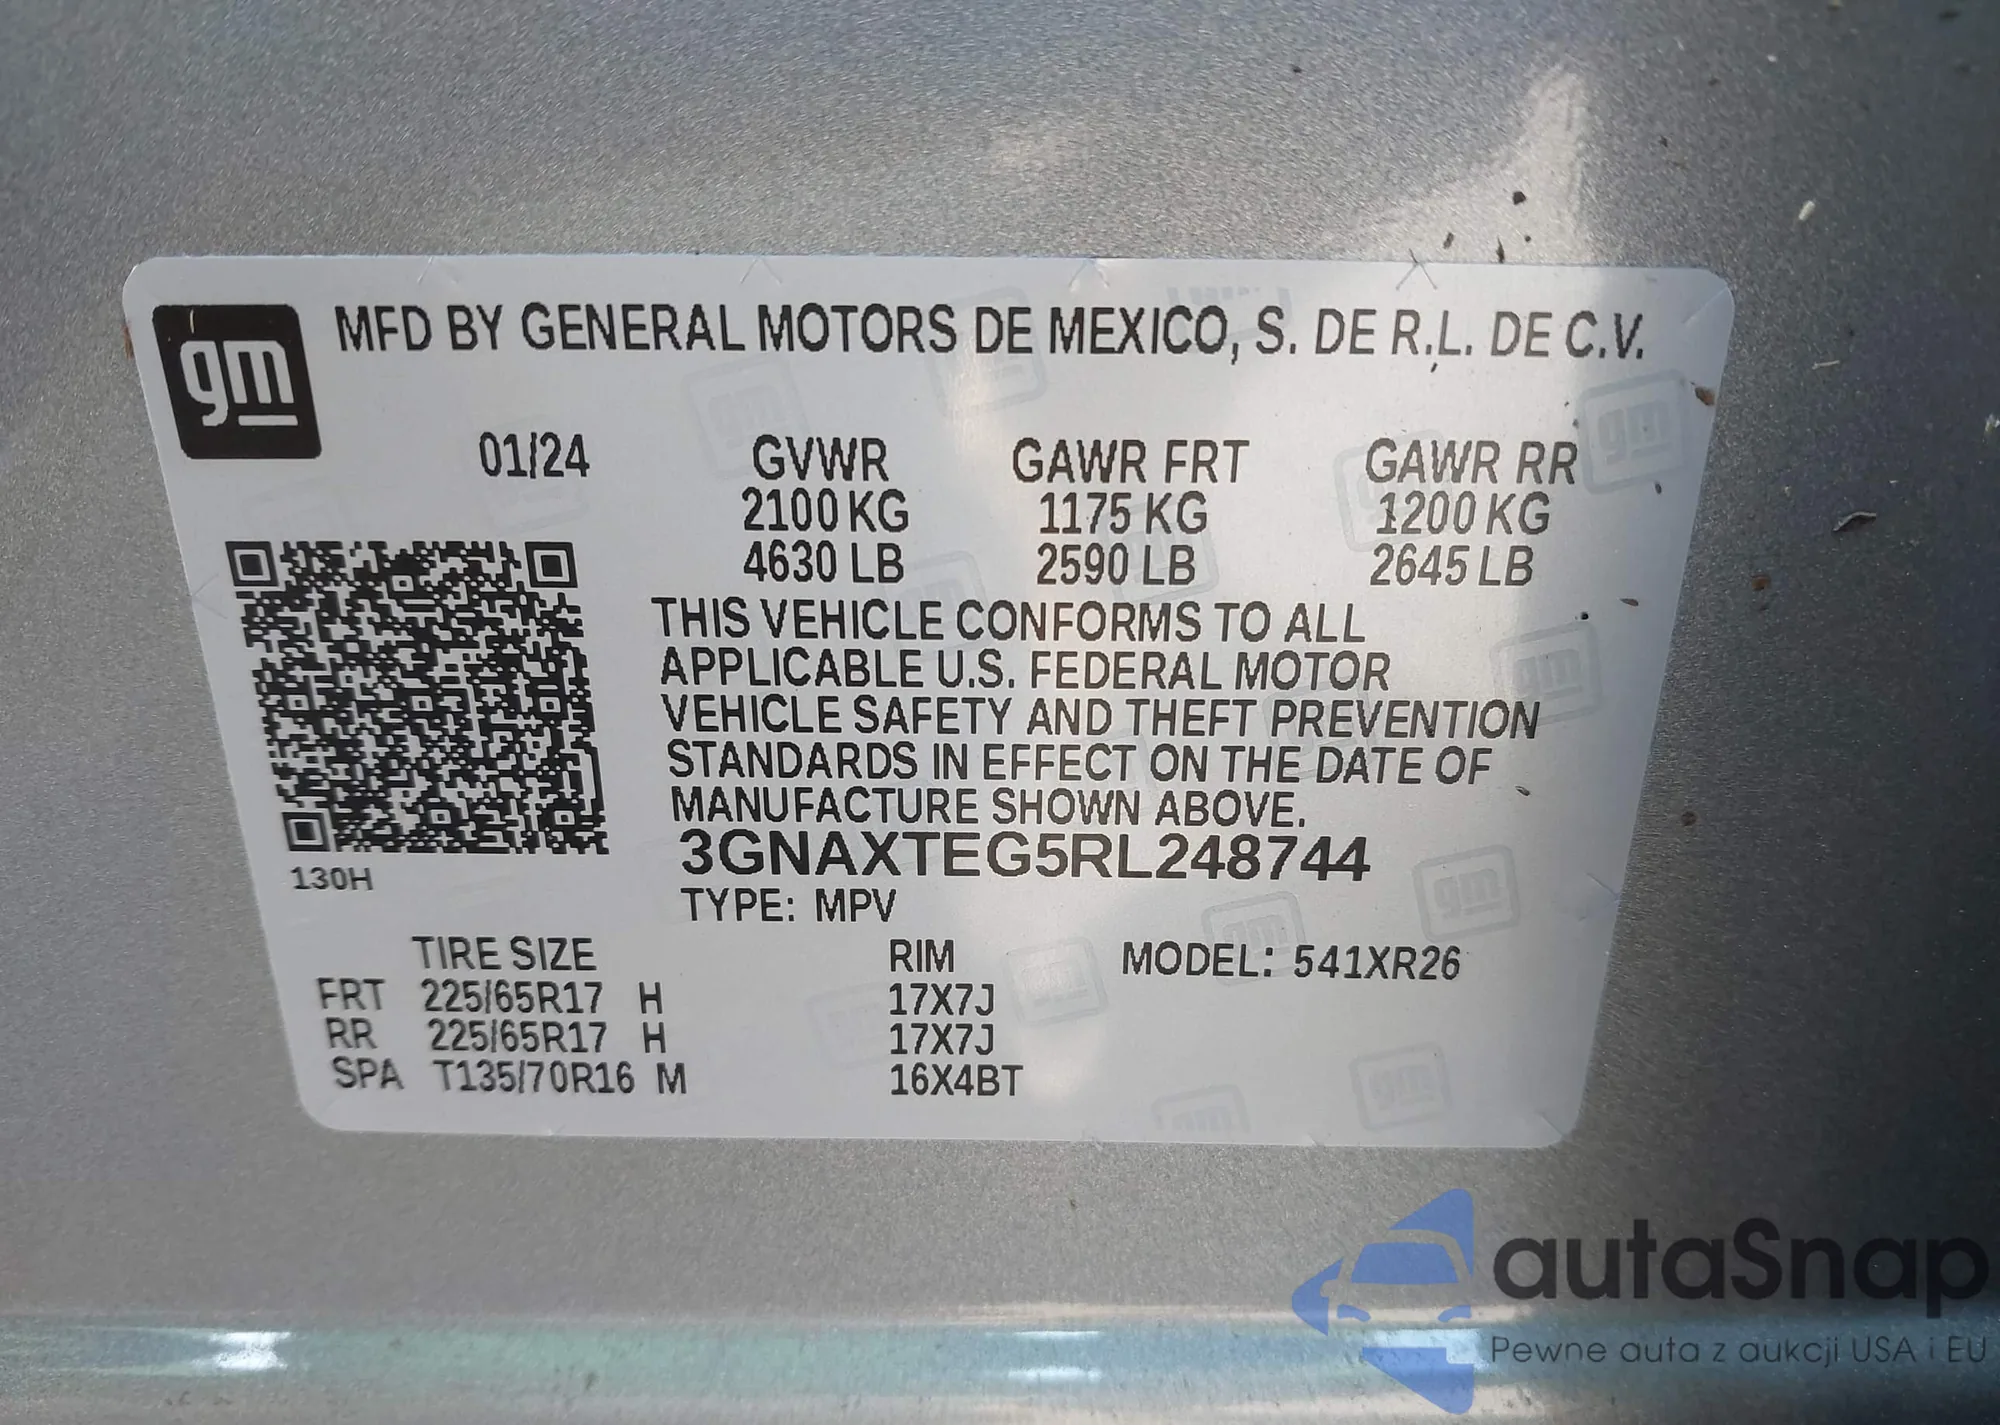 gm
MFD BY GENERAL MOTORS DE MEXICO, S. DE R.L. DE C.V.
01/24 GVWR GAWR FRT GAWR RR
2100 KG 1175 KG 1200 KG
4630 LB 2590 LB 2645 LB
THIS VEHICLE CONFORMS TO ALL
APPLICABLE U.S. FEDERAL MOTOR
VEHICLE SAFETY AND THEFT PREVENTION
STANDARDS IN EFFECT ON THE DATE OF
MANUFACTURE SHOWN ABOVE.
3GNAXTEG5RL248744
130H
TYPE: MPV
TIRE SIZE RIM MODEL: 541XR26
FRT 225/65R17 H 17X7J
RR 225/65R17 H 17X7J
SPA T135/70R16 M 16X4BT
autaSnap
Pewne auta z aukcji USA i EU